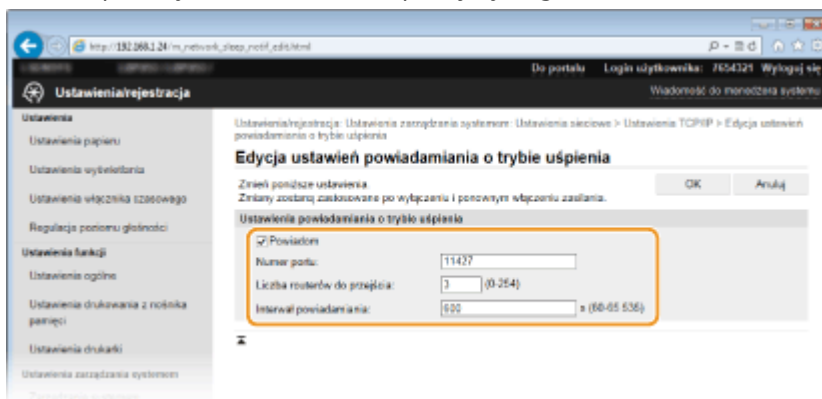 http://192.168.1.24/m_network_sleep_notif_edit.html
Do portalu Login użytkownika: 7654321 Wyloguj się
Ustawienia/rejestracja
Wiadomość do menedżera systemu
Ustawienia
Ustawienia papieru
Ustawienia wyświetlania
Ustawienia włącznika czasowego
Regulacja poziomu głośności
Ustawienia funkcji
Ustawienia ogólne
Ustawienia drukowania z nośnika
pamięci
Ustawienia drukarki
Ustawienia zarządzania systemem
Ustawienia/rejestracja: Ustawienia zarządzania systemem: Ustawienia sieciowe > Ustawienia TCP/IP > Edycja ustawień
powiadamiania o trybie uśpienia
Edycja ustawień powiadamiania o trybie uśpienia
Zmień poniższe ustawienia.
Zmiany zostaną zastosowane po wyłączeniu i ponownym włączeniu zasilania.
OK Anuluj
Ustawienia powiadamiania o trybie uśpienia
Powiadom
Numer portu: 11427
Liczba routerów do przejścia: 3 (0-254)
Interwał powiadamiania: 600 s (60-65 535)